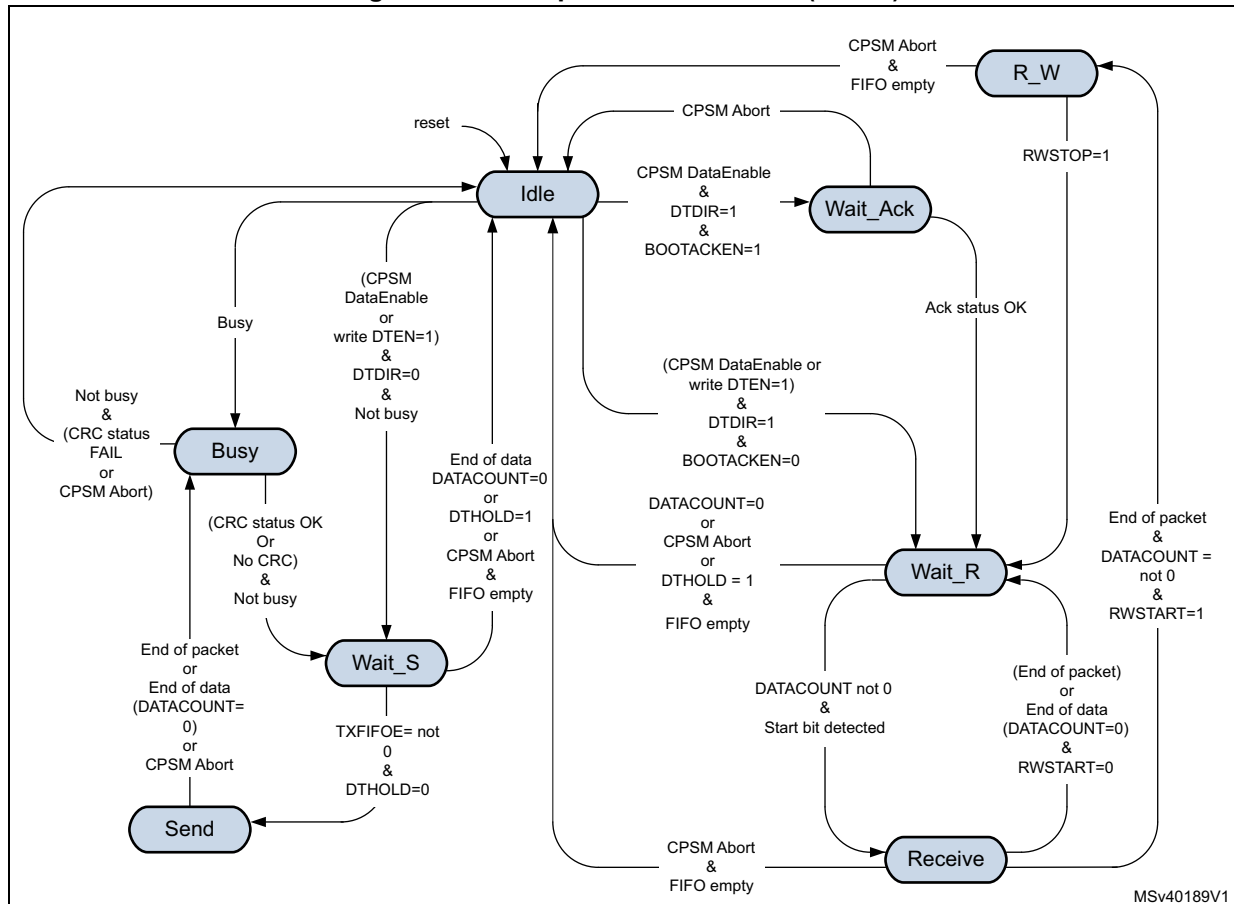 CPSM Abort
&
FIFO empty
R_W
CPSM Abort
reset
RWSTOP=1
Idle
CPSM DataEnable
&
DTDIR=1
&
BOOTACKEN=1
Wait_Ack
(CPSM
DataEnable
or
write DTEN=1)
&
DTDIR=0
&
Not busy
Busy
Ack status OK
(CPSM DataEnable or
write DTEN=1)
&
DTDIR=1
&
BOOTACKEN=0
Not busy
&
(CRC status
FAIL
or
CPSM Abort)
Busy
End of data
DATACOUNT=0
or
DTHOLD=1
or
CPSM Abort
&
FIFO empty
DATACOUNT=0
or
CPSM Abort
or
DTHOLD = 1
&
FIFO empty
Wait_R
End of packet
&
DATACOUNT =
not 0
&
RWSTART=1
(CRC status OK
Or
No CRC)
&
Not busy
Wait_S
End of packet
or
End of data
(DATACOUNT=
0)
or
CPSM Abort
TXFIFOE= not
0
&
DTHOLD=0
DATACOUNT not 0
&
Start bit detected
(End of packet)
or
End of data
(DATACOUNT=0)
&
RWSTART=0
Send
CPSM Abort
&
FIFO empty
Receive
MSv40189V1